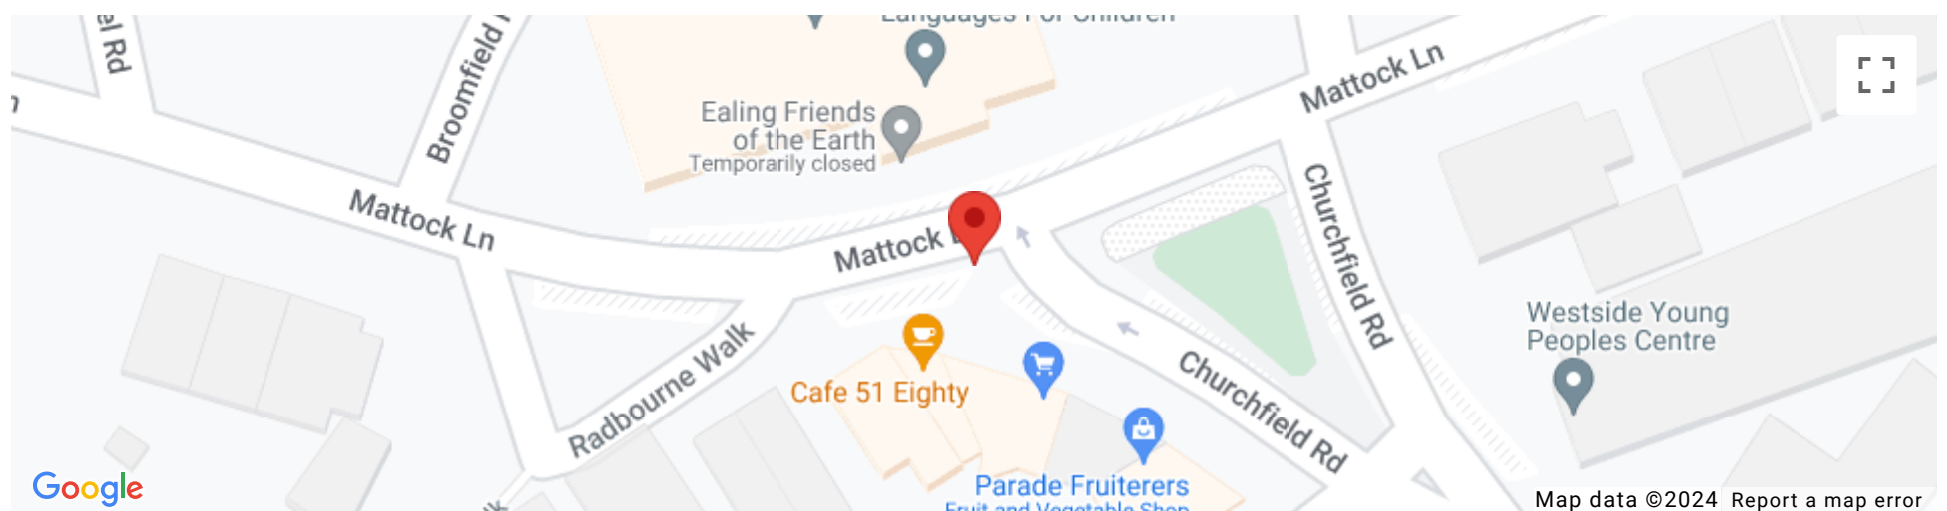 Languages For Children
el Rd
Broomfield
Mattock Ln
Ealing Friends
of the Earth
Temporarily closed
Mattock Ln
Mattock
Churchfield Rd
Westside Young
Peoples Centre
Radbourne Walk
Cafe 51 Eighty
Churchfield Rd
Parade Fruiterers
Fruit and Vegetable Shop
Google
Map data ©2024
Report a map error